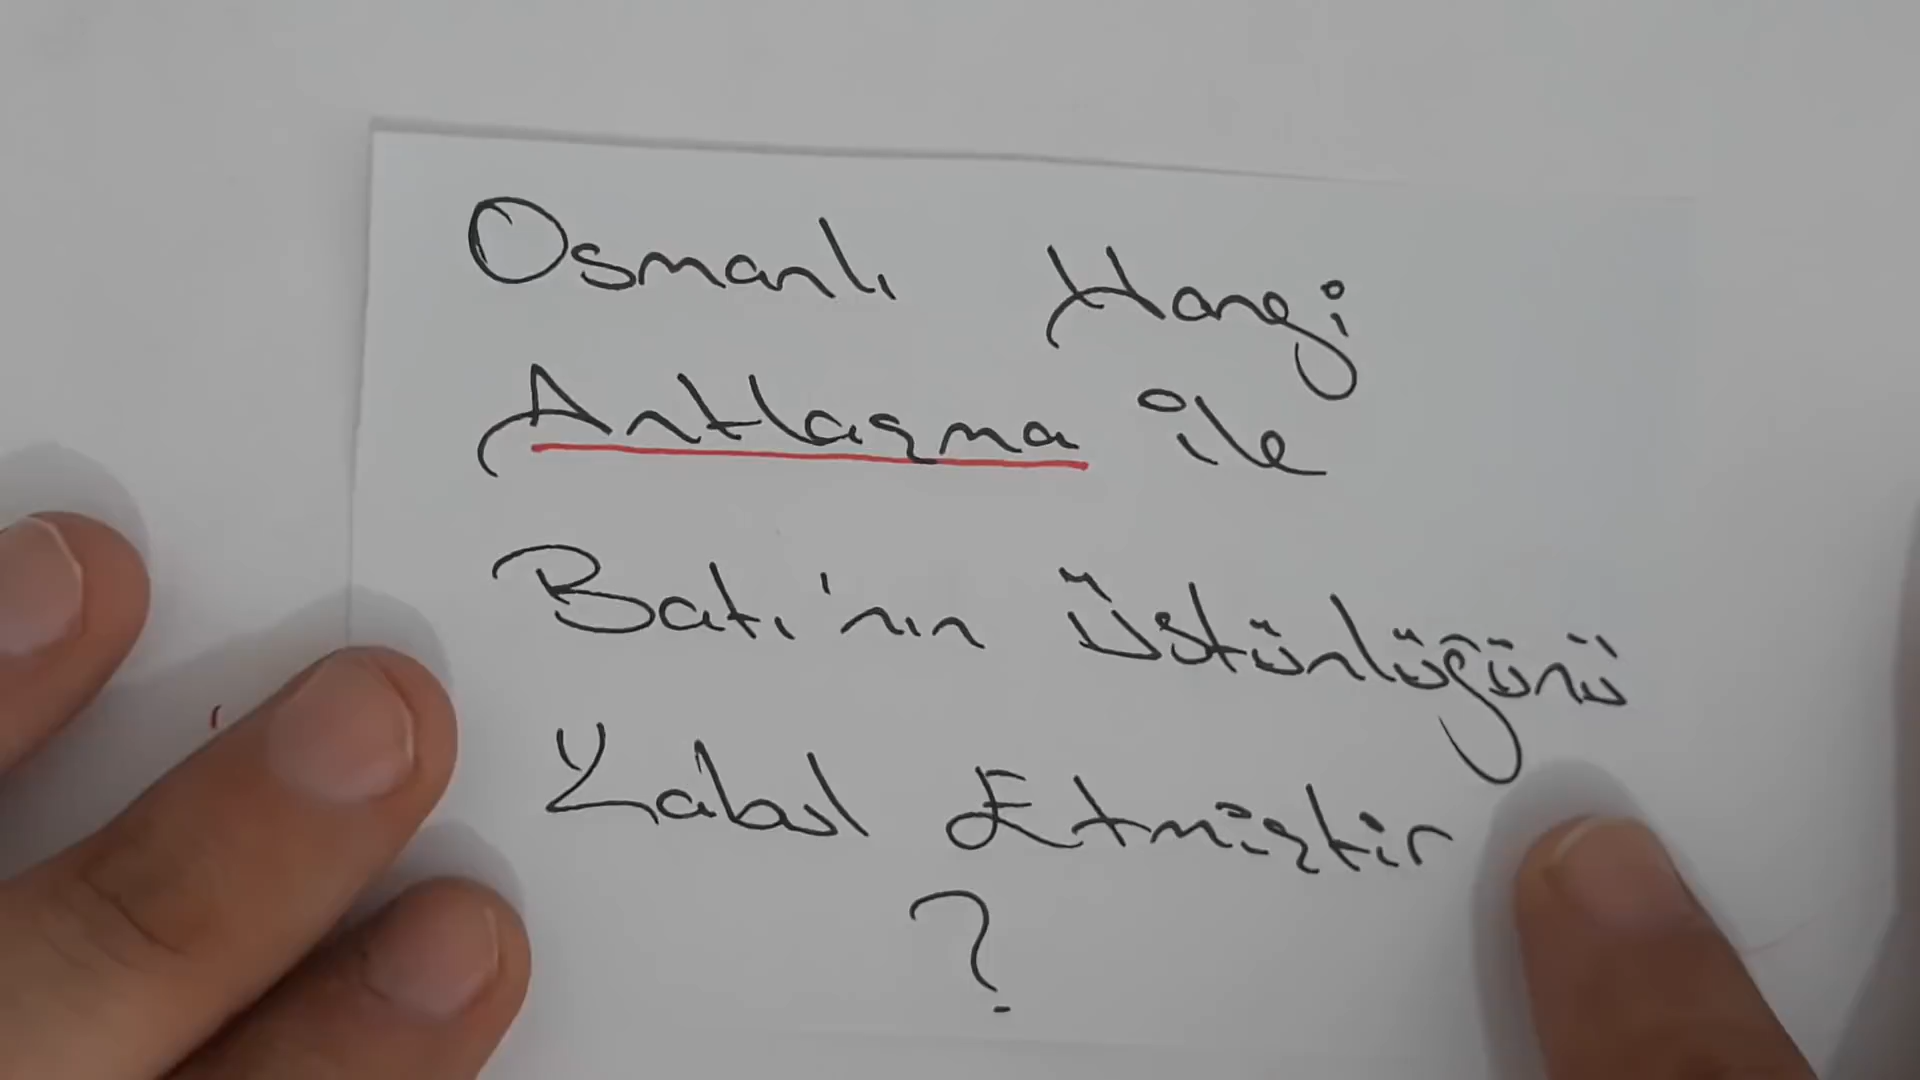 Osmanlı Hangi
Antlaşma ile
Batı'nın üstünlüğünü
Kabul Etmiştir
?